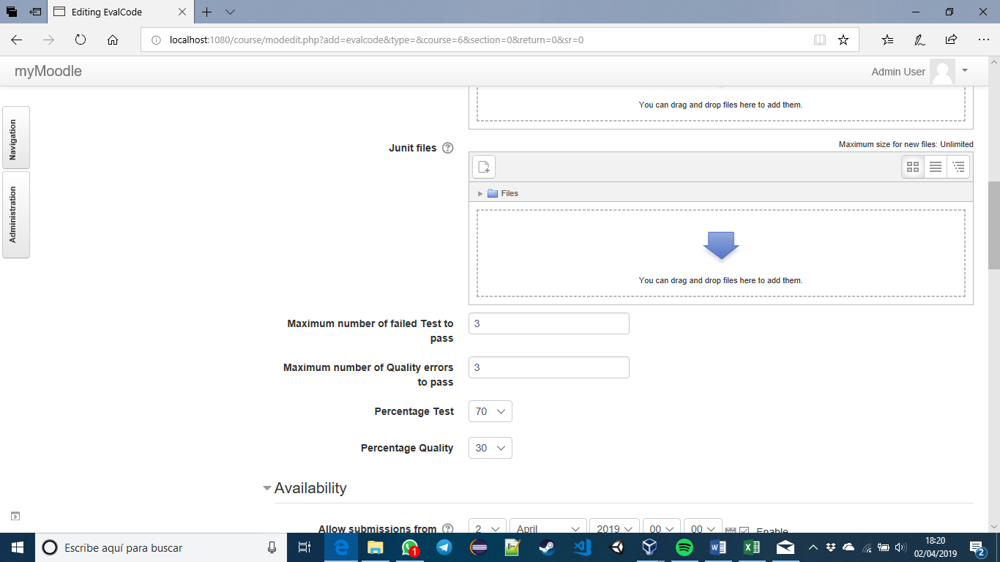 Editing EvalCode
localhost:1080/course/modedit.php?add=evalcode&type=&course=6&section=0&return=0&sr=0
myMoodle
Admin User
Navigation
Administration
You can drag and drop files here to add them.
Junit files
Maximum size for new files: Unlimited
Files
You can drag and drop files here to add them.
Maximum number of failed Test to
pass
3
Maximum number of Quality errors
to pass
3
Percentage Test
70
Percentage Quality
30
Availability
Allow submissions from
2
April
2019
00
00
Enable
Escribe aquí para buscar
1
18:20
02/04/2019
2